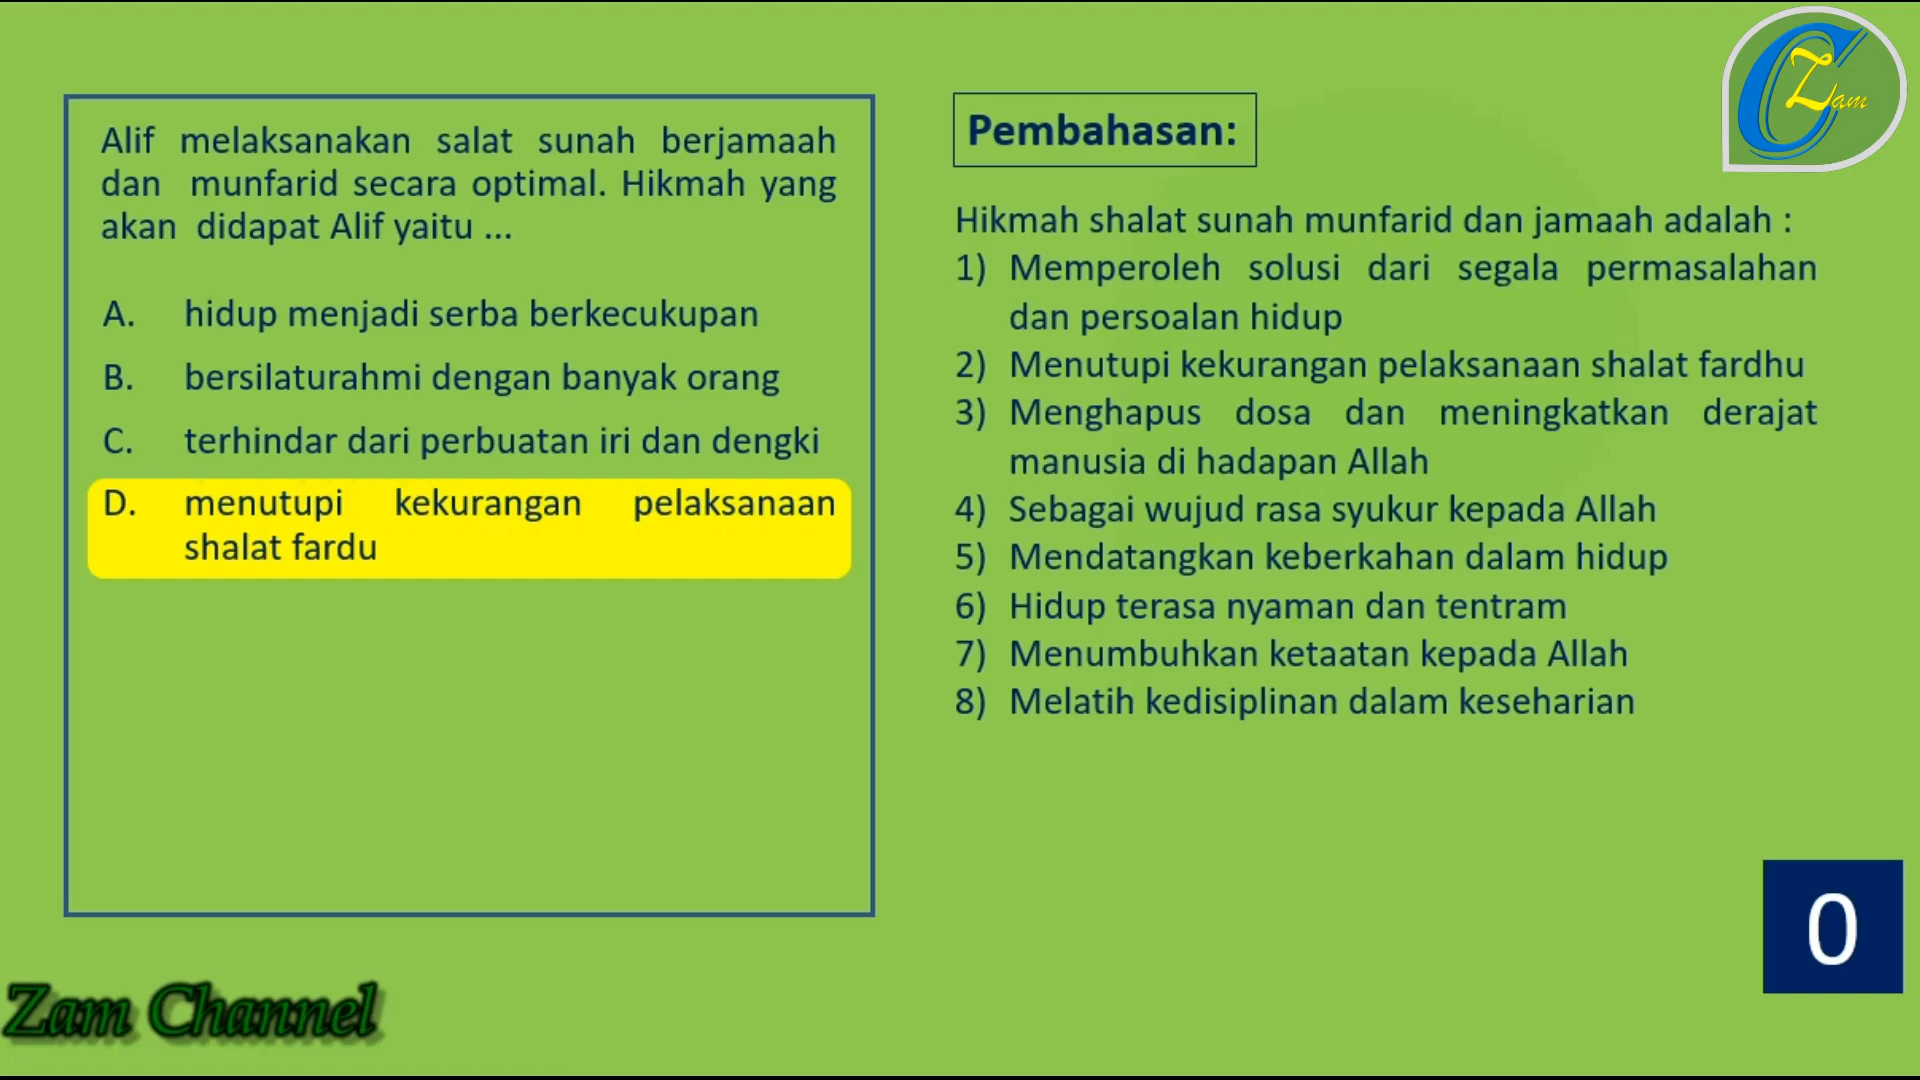 Alif melaksanakan salat sunah berjamaah
dan munfarid secara optimal. Hikmah yang
akan didapat Alif yaitu ...
A. hidup menjadi serba berkecukupan
B. bersilaturahmi dengan banyak orang
C. terhindar dari perbuatan iri dan dengki
D. menutupi kekurangan pelaksanaan
shalat fardu
Pembahasan:
Hikmah shalat sunah munfarid dan jamaah adalah :
1) Memperoleh solusi dari segala permasalahan
dan persoalan hidup
2) Menutupi kekurangan pelaksanaan shalat fardhu
3) Menghapus dosa dan meningkatkan derajat
manusia di hadapan Allah
4) Sebagai wujud rasa syukur kepada Allah
5) Mendatangkan keberkahan dalam hidup
6) Hidup terasa nyaman dan tentram
7) Menumbuhkan ketaatan kepada Allah
8) Melatih kedisiplinan dalam keseharian
C Zam
0
Zam Channel